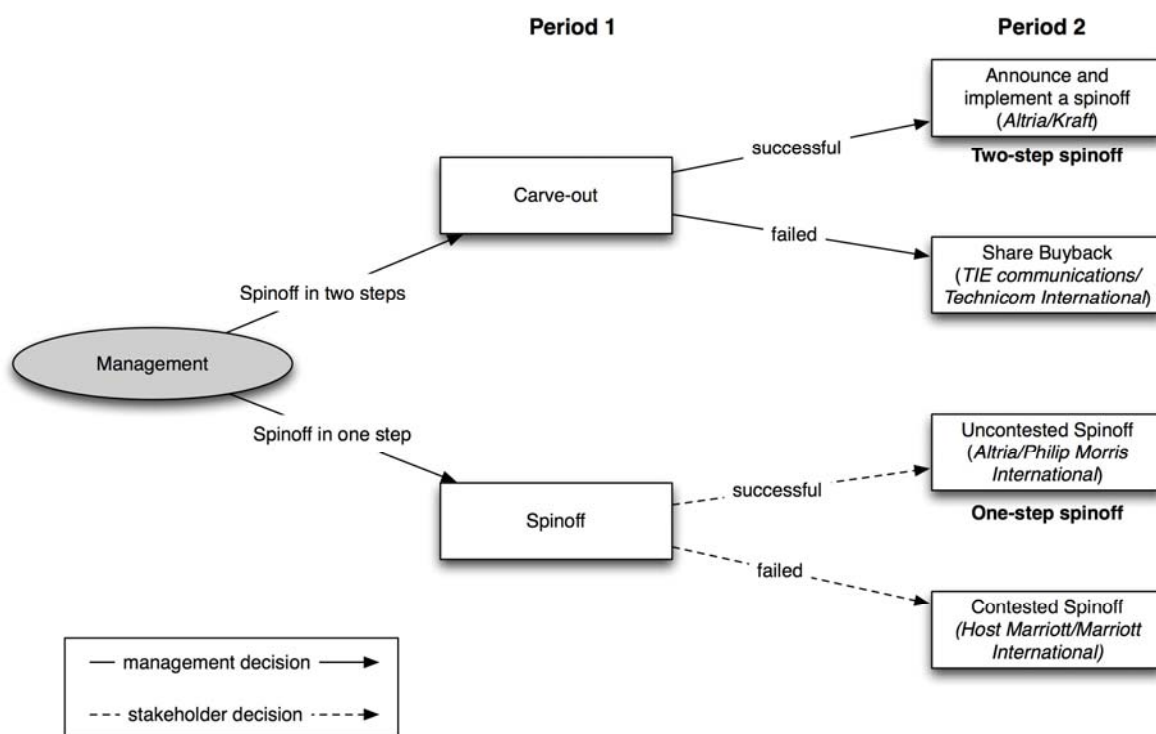 Period 1
Period 2
Announce and
implement a spinoff
(Altria/Kraft)
successful
Two-step spinoff
Carve-out
failed
Share Buyback
(TIE communications/
Technicom International)
Spinoff in two steps
Management
Spinoff in one step
Uncontested Spinoff
(Altria/Philip Morris
International)
successful
One-step spinoff
Spinoff
failed
Contested Spinoff
(Host Marriott/Marriott
International)
management decision
stakeholder decision